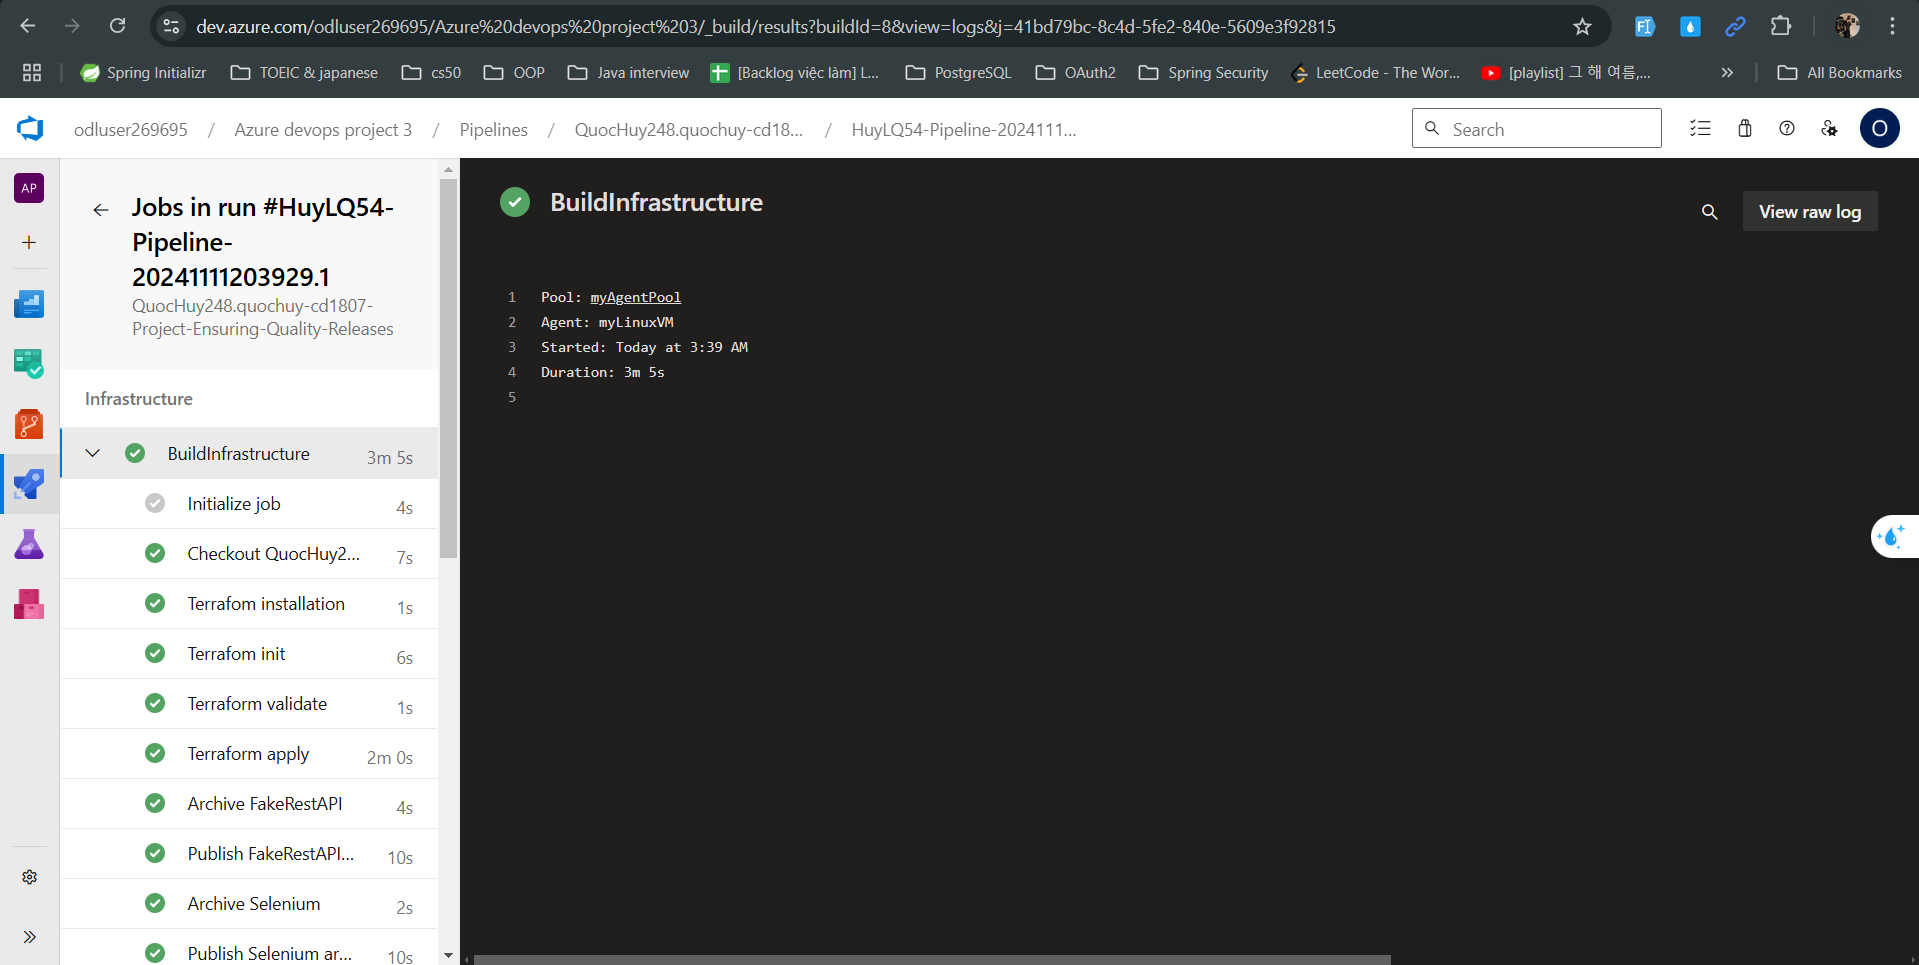 dev.azure.com/odluser269695/Azure%20devops%20project%203/_build/results?buildId=8&view=logs&j=41bd79bc-8c4d-5fe2-840e-5609e3f92815
Spring Initializr
TOEIC & japanese
cs50
OOP
Java interview
[Backlog việc làm] L...
PostgreSQL
OAuth2
Spring Security
LeetCode - The Wor...
[playlist] 그 해 여름,...
All Bookmarks
odluser269695 / Azure devops project 3 / Pipelines / QuocHuy248.quochuy-cd18... / HuyLQ54-Pipeline-2024111...
Search
O
AP
Jobs in run #HuyLQ54-
Pipeline-
20241111203929.1
QuocHuy248.quochuy-cd1807-
Project-Ensuring-Quality-Releases
Infrastructure
BuildInfrastructure 3m 5s
Initialize job 4s
Checkout QuocHuy2... 7s
Terrafom installation 1s
Terrafom init 6s
Terraform validate 1s
Terraform apply 2m 0s
Archive FakeRestAPI 4s
Publish FakeRestAPI... 10s
Archive Selenium 2s
Publish Selenium ar... 10s
BuildInfrastructure
View raw log
1 Pool: myAgentPool
2 Agent: myLinuxVM
3 Started: Today at 3:39 AM
4 Duration: 3m 5s
5